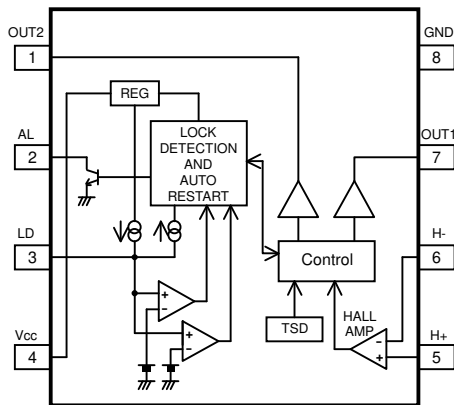 OUT2
1
GND
8
REG
AL
2
LOCK
DETECTION
AND
AUTO
RESTART
OUT1
7
LD
3
Control
H-
6
+
−
Vcc
4
+
−
TSD
HALL
AMP
−
+
H+
5